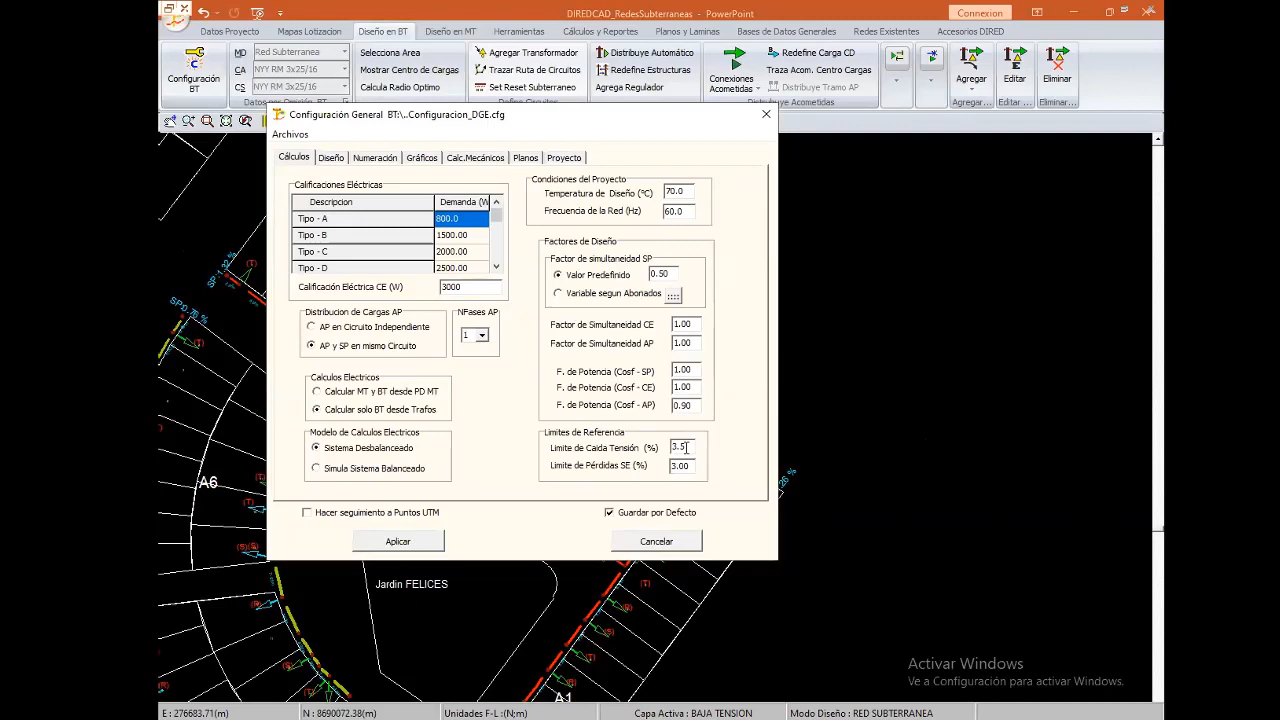 DIREDCAD_RedesSubterraneas - PowerPoint
Connexion
Datos Proyecto
Mapas Lotizacion
Diseño en BT
Diseño en MT
Herramientas
Cálculos y Reportes
Planos y Laminas
Bases de Datos Generales
Redes Existentes
Accesorios DIRED
Configuración BT
MD Red Subterranea
CA NYY RM 3x25/16
CS NYY RM 3x25/16
Selecciona Area
Mostrar Centro de Cargas
Calcula Radio Optimo
Agregar Transformador
Trazar Ruta de Circuitos
Set Reset Subterraneo
Distribuye Automático
Redefine Estructuras
Agrega Regulador
Conexiones Acometidas
Redefine Carga CD
Traza Acom. Centro Cargas
Distribuye Tramo AP
Agregar
Editar
Eliminar
Agregar...
Editar ...
Eliminar...
Configuración General BT:\..Configuracion_DGE.cfg
Archivos
Cálculos
Diseño
Numeración
Gráficos
Calc.Mecánicos
Planos
Proyecto
Calificaciones Eléctricas
Descripcion Demanda (W
Tipo - A 800.0
Tipo - B 1500.00
Tipo - C 2000.00
Tipo - D 2500.00
Calificación Eléctrica CE (W) 3000
Distribucion de Cargas AP
AP en Circuito Independiente
AP y SP en mismo Circuito
NFases AP
1
Calculos Electricos
Calcular MT y BT desde PD MT
Calcular solo BT desde Trafos
Modelo de Calculos Electricos
Sistema Desbalanceado
Simula Sistema Balanceado
Condiciones del Proyecto
Temperatura de Diseño (°C) 70.0
Frecuencia de la Red (Hz) 60.0
Factores de Diseño
Factor de simultaneidad SP
Valor Predefinido 0.50
Variable segun Abonados
Factor de Simultaneidad CE 1.00
Factor de Simultaneidad AP 1.00
F. de Potencia (Cosf - SP) 1.00
F. de Potencia (Cosf - CE) 1.00
F. de Potencia (Cosf - AP) 0.90
Limites de Referencia
Limite de Caida Tensión (%) 3.5
Limite de Pérdidas SE (%) 3.00
Hacer seguimiento a Puntos UTM
Guardar por Defecto
Aplicar
Cancelar
A6
Jardin FELICES
A1
Activar Windows
Ve a Configuración para activar Windows.
E : 276683.71(m)
N : 8690072.38(m)
Unidades F-L :(N;m)
Capa Activa : BAJA TENSION
Modo Diseño : RED SUBTERRANEA